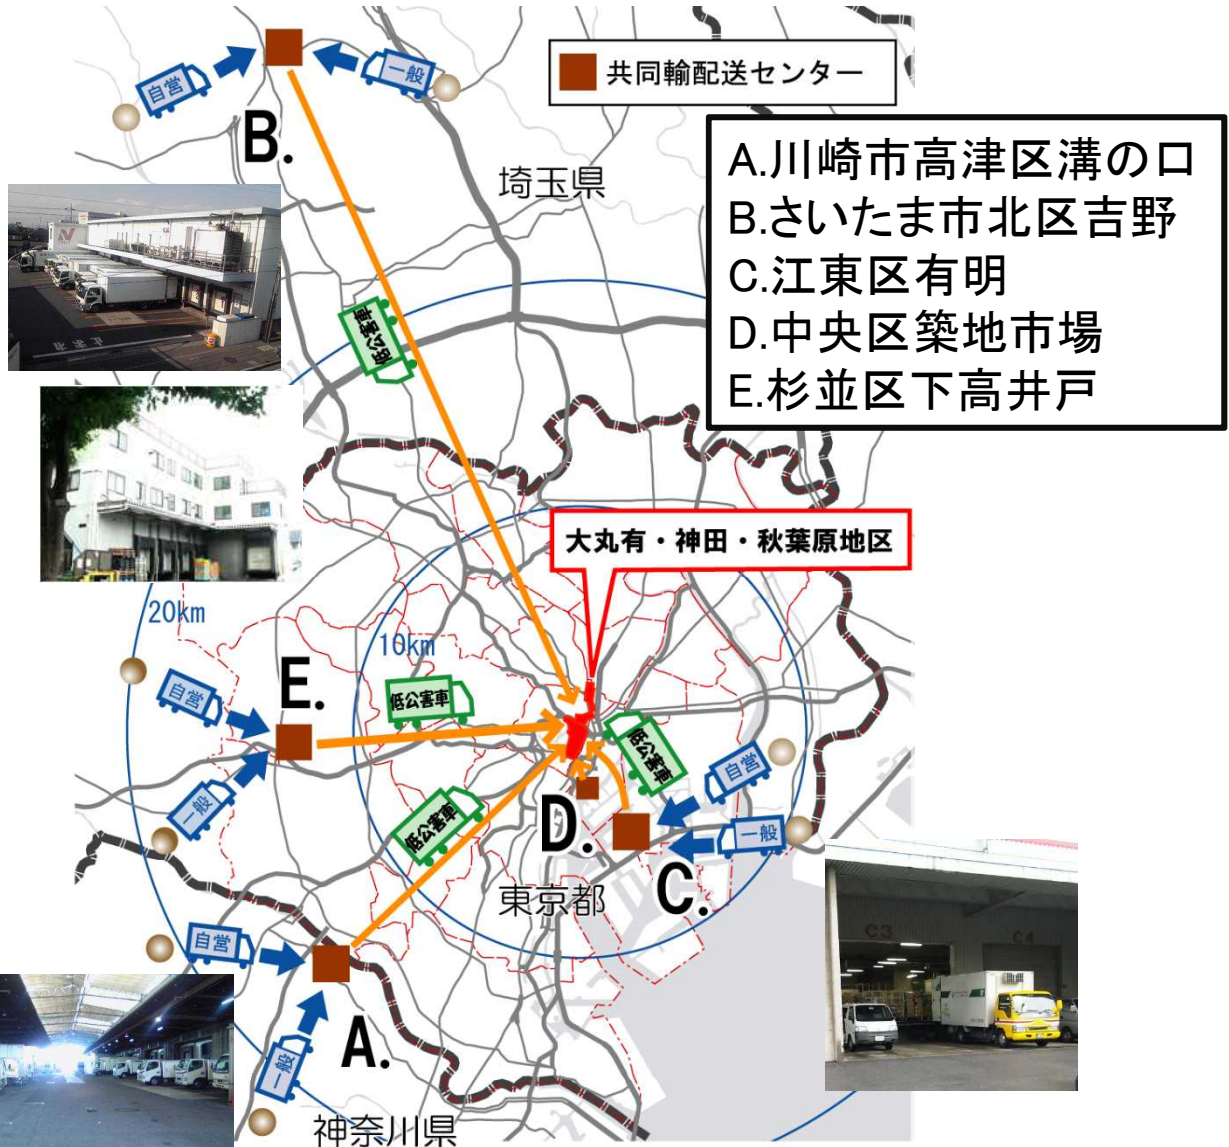 共同輸配送センター
自営
一般
B.
埼玉県
A.川崎市高津区溝の口
B.さいたま市北区吉野
C.江東区有明
D.中央区築地市場
E.杉並区下高井戸
低公害車
大丸有・神田・秋葉原地区
20km
10km
自営
E.
低公害車
低公害車
自営
一般
低公害車
D.
一般
C.
東京都
C3
C4
自営
A.
一般
神奈川県